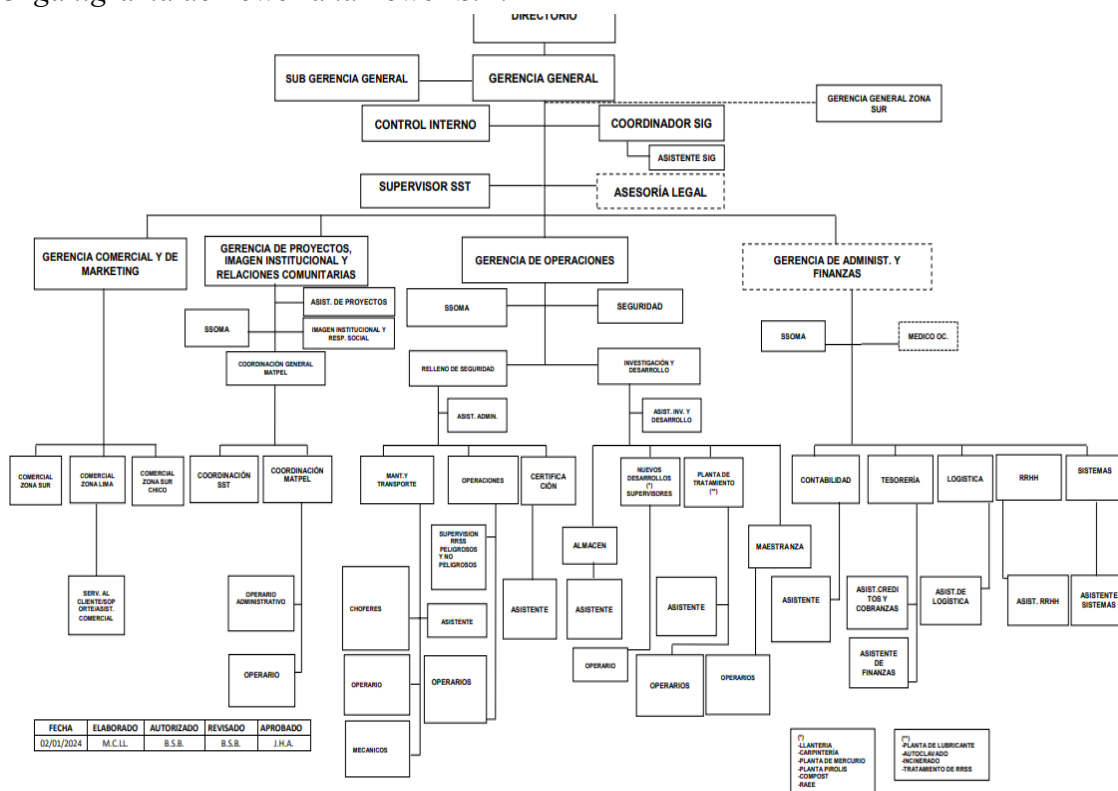 DIRECTORIO
SUB GERENCIA GENERAL
GERENCIA GENERAL
GERENCIA GENERAL ZONA
SUR
CONTROL INTERNO
COORDINADOR SIG
ASISTENTE SIG
SUPERVISOR SST
ASESORÍA LEGAL
GERENCIA COMERCIAL Y DE
MARKETING
GERENCIA DE PROYECTOS,
IMAGEN INSTITUCIONAL Y
RELACIONES COMUNITARIAS
GERENCIA DE OPERACIONES
GERENCIA DE ADMINIST. Y
FINANZAS
ASIST. DE PROYECTOS
SSOMA
IMAGEN INSTITUCIONAL Y
RESP. SOCIAL
SSOMA
SEGURIDAD
SSOMA
MEDICO OC.
COORDINACIÓN GENERAL
MATPEL
RELLENO DE SEGURIDAD
INVESTIGACIÓN Y
DESARROLLO
ASIST. ADMIN.
ASIST. INV. Y
DESARROLLO
COMERCIAL
ZONA SUR
COMERCIAL
ZONA LIMA
COMERCIAL
ZONA SUR
CHICO
COORDINACIÓN
SST
COORDINACIÓN
MATPEL
MANT.Y
TRANSPORTE
OPERACIONES
CERTIFICA
CIÓN
NUEVOS
DESARROLLOS
(*)
SUPERVISORES
PLANTA DE
TRATAMIENTO
(**)
CONTABILIDAD
TESORERÍA
LOGISTICA
RRHH
SISTEMAS
SUPERVISION
RRSS
PELIGROSOS
Y NO
PELIGROSOS
ALMACEN
MAESTRANZA
SERV. AL
CLIENTE/SOP
ORTE/ASIST.
COMERCIAL
OPERARIO
ADMINISTRATIVO
CHOFERES
ASISTENTE
ASISTENTE
ASISTENTE
ASISTENTE
ASISTENTE
ASIST.CREDI
TOS Y
COBRANZAS
ASIST.DE
LOGÍSTICA
ASIST. RRHH
ASISTENTE
SISTEMAS
OPERARIO
OPERARIO
OPERARIOS
OPERARIO
OPERARIOS
OPERARIOS
ASISTENTE
DE
FINANZAS
MECANICOS
FECHA ELABORADO AUTORIZADO REVISADO APROBADO
02/01/2024 M.C.LL. B.S.B. B.S.B. J.H.A.
(*)
-LLANTERIA
-CARPINTERÍA
-PLANTA DE MERCURIO
-PLANTA PIROLIS
-COMPOST
-RAEE
(**)
-PLANTA DE LUBRICANTE
-AUTOCLAVADO
-INCINERADO
-TRATAMIENTO DE RRSS